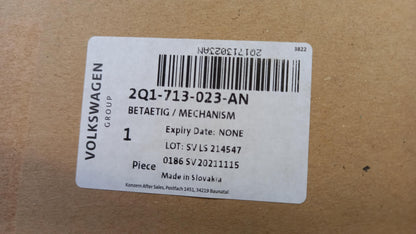 3822
2Q1713023AN
VOLKSWAGEN
GROUP
2Q1-713-023-AN
BETAETIG / MECHANISM
1
Expiry Date: NONE
LOT: SV LS 214547
Piece
0186 SV 20211115
Made in Slovakia
Konzern After Sales, Postfach 1451, 34219 Baunatal